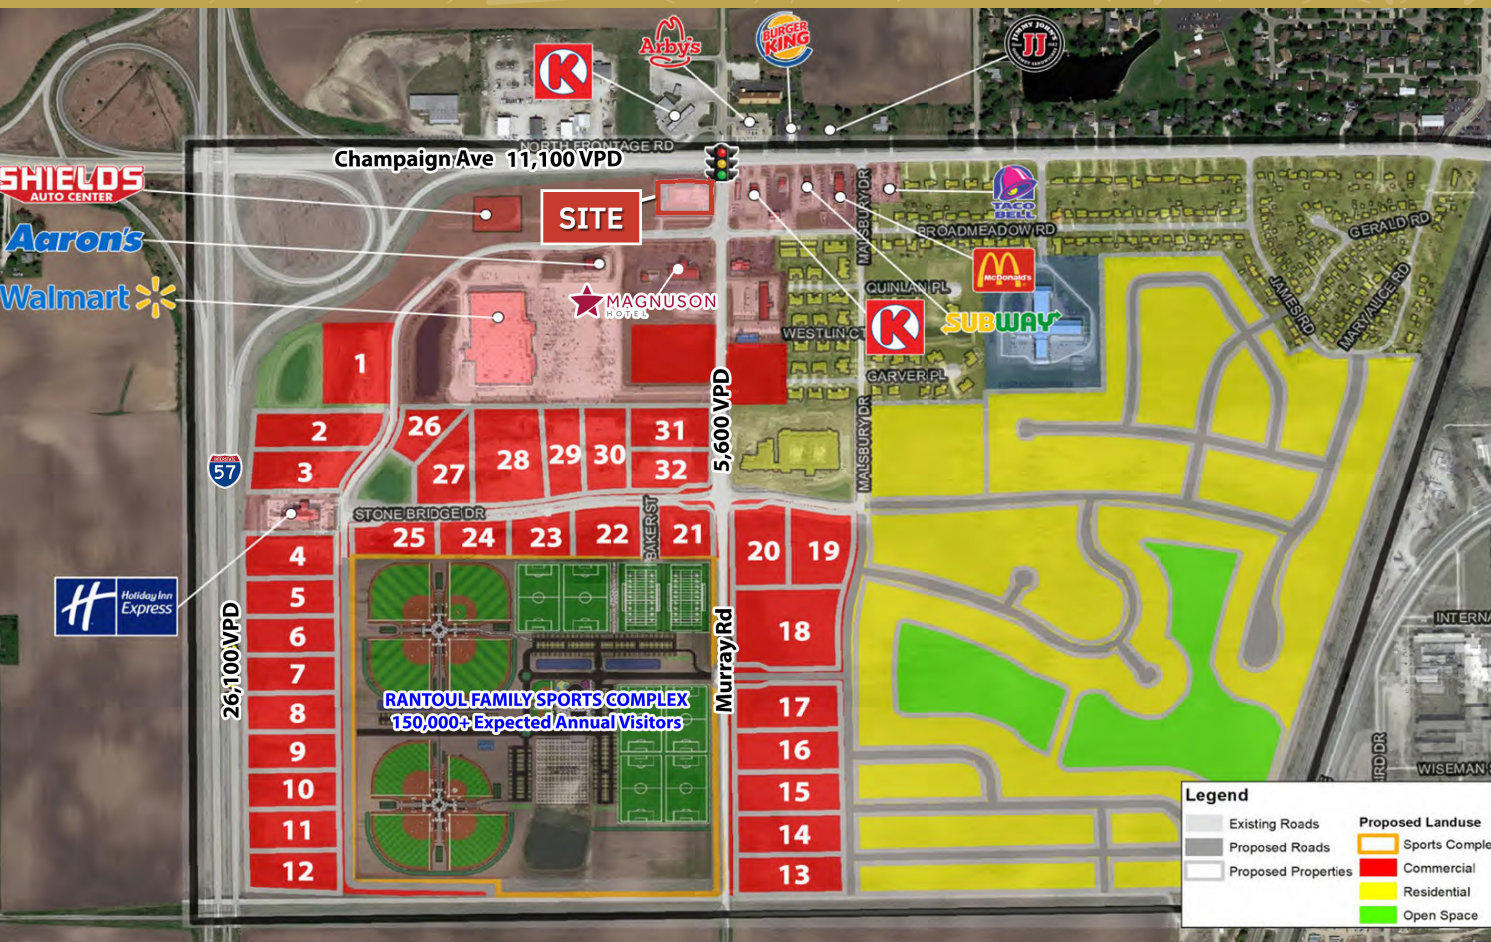 Arby's
BURGER
KING
JIMMY JOHN'S
JJ
K
NORTH FRONTAGE RD
Champaign Ave 11,100 VPD
SHIELDS
AUTO CENTER
SITE
TACO
BELL
MALSBURY DR
BROADMEADOW RD
GERALD RD
Aaron's
McDonald's
Walmart
MAGNUSON
HOTEL
QUINLAN PL
JAMES RD
MARY ALICE RD
K
SUBWAY
WESTLIN C
GARVER PL
1
2
3
26
27
28
29
30
31
32
5,600 VPD
MALSBURY DR
INTERSTATE
57
STONE BRIDGE DR
BAKER ST
25
24
23
22
21
20
19
18
17
16
15
14
13
4
5
6
7
8
9
10
11
12
H
Holiday Inn
Express
26,100 VPD
Murray Rd
RANTOUL FAMILY SPORTS COMPLEX
150,000+ Expected Annual Visitors
INTERNA
WISEMAN
IRD DR
Legend
Existing Roads
Proposed Roads
Proposed Properties
Proposed Landuse
Sports Comple
Commercial
Residential
Open Space